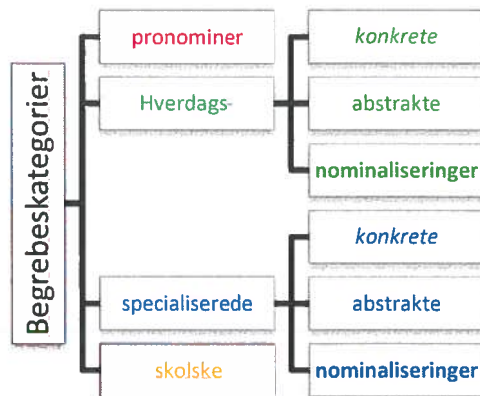 Begrebeskategorier
pronominer
Hverdags-
konkrete
abstrakte
nominaliseringer
specialiserede
konkrete
abstrakte
nominaliseringer
skolske